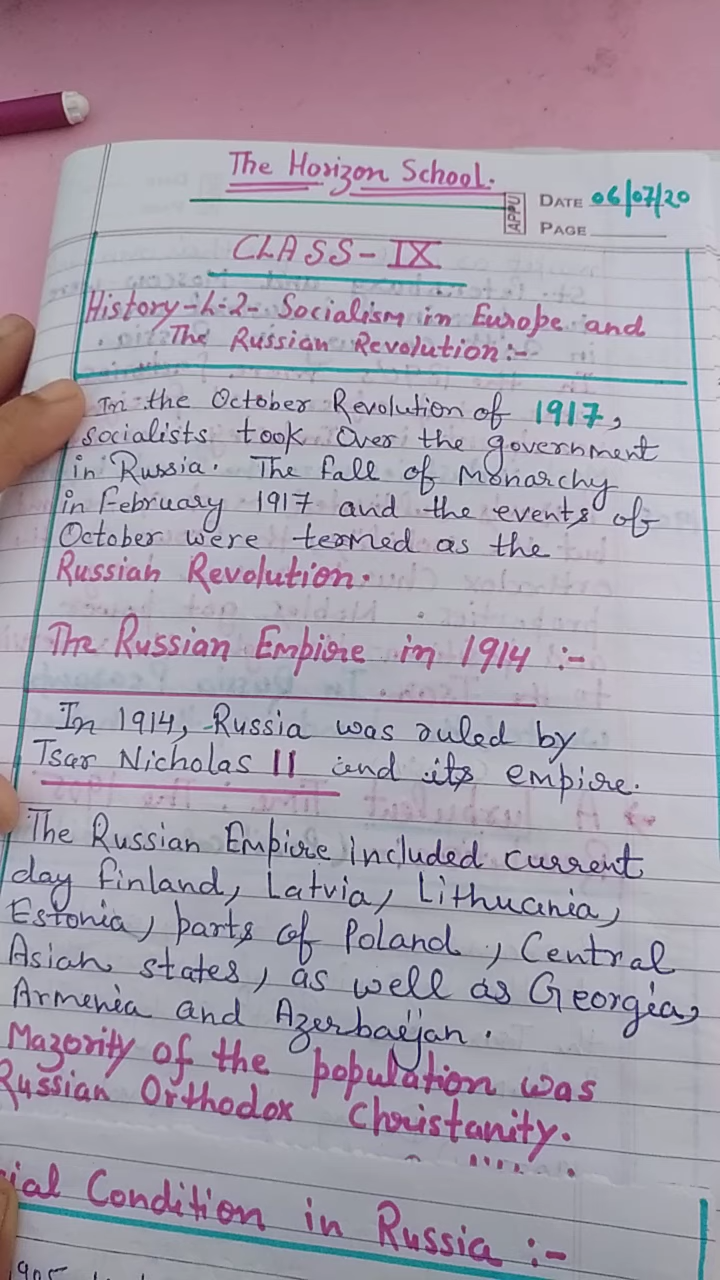 The Horizon School.
APPU
DATE 06/07/20
PAGE
CLASS - IX
History - h:2- Socialism in Europe and
The Russian Revolution :-
In the October Revolution of 1917,
socialists took over the government
in Russia. The fall of Monarchy
in February 1917 and the events of
October were termed as the
Russian Revolution.
The Russian Empire in 1914 :-
In 1914, Russia was ruled by
Tsar Nicholas II and its empire.
The Russian Empire included current
day finland, Latvia, Lithuania,
Estonia, parts of Poland, Central
Asian states, as well as Georgia,
Armenia and Azerbaijan.
Mazority of the population was
Russian Orthodox Christanity.
ial Condition in Russia :-